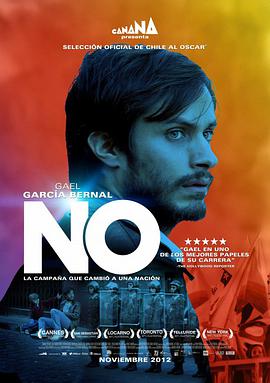 CANANA
presenta
SELECCIÓN OFICIAL DE CHILE AL OSCAR®
GAEL
GARCÍA BERNAL
NO
LA CAMPAÑA QUE CAMBIÓ A UNA NACIÓN
★★★★★
"GAEL EN UNO
DE LOS MEJORES PAPELES
DE SU CARRERA"
-THE HOLLYWOOD REPORTER
CANNES
SAN SEBASTIAN
LOCARNO
TORONTO
TELLURIDE
NEW YORK
NOVIEMBRE 2012